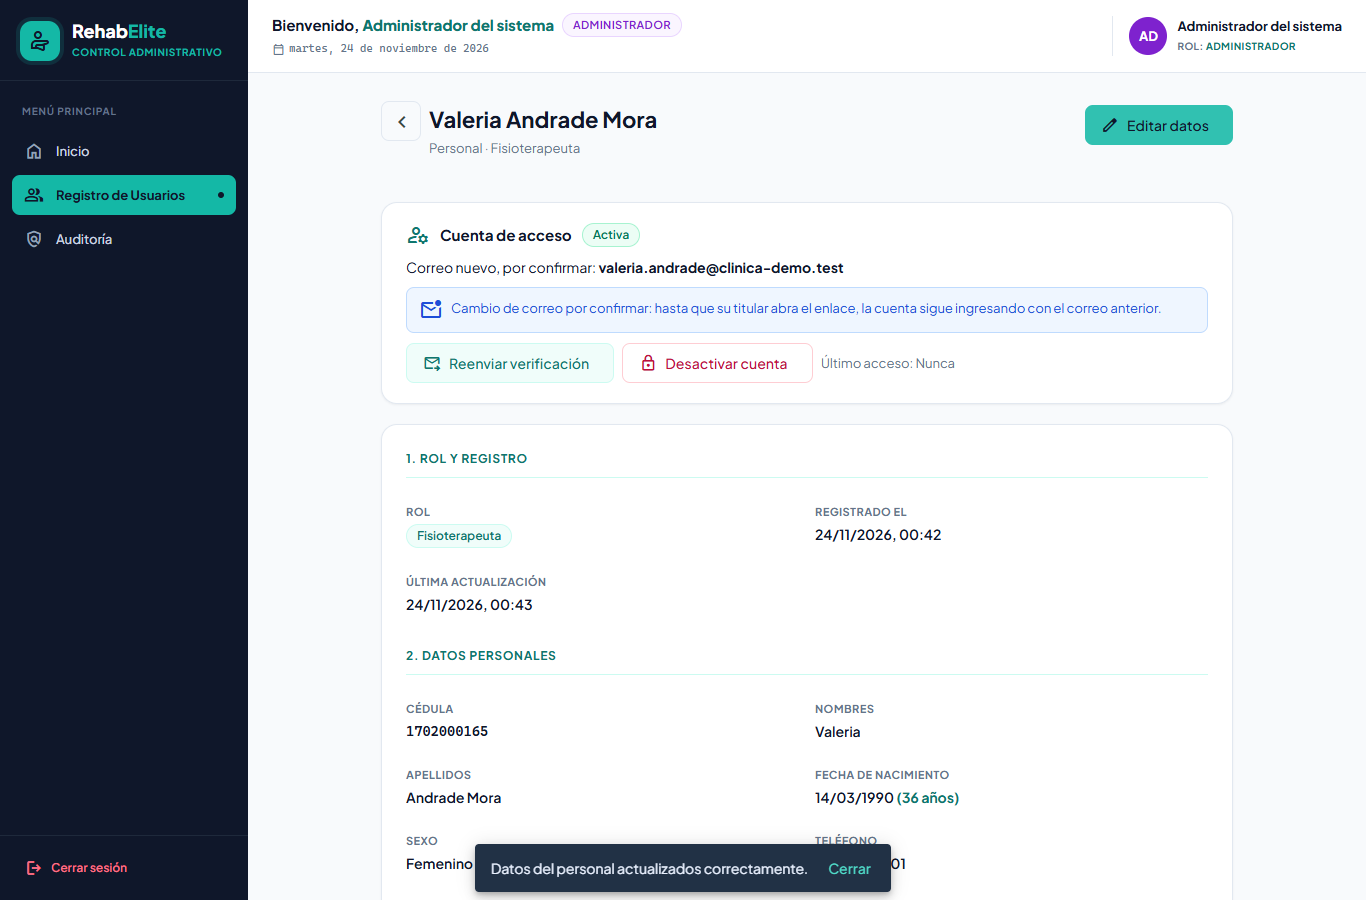 RehabElite
CONTROL ADMINISTRATIVO
MENÚ PRINCIPAL
Inicio
Registro de Usuarios
Auditoría
Cerrar sesión
Bienvenido, Administrador del sistema ADMINISTRADOR
martes, 24 de noviembre de 2026
AD
Administrador del sistema
ROL: ADMINISTRADOR
Valeria Andrade Mora
Personal · Fisioterapeuta
Editar datos
Cuenta de acceso Activa
Correo nuevo, por confirmar: valeria.andrade@clinica-demo.test
Cambio de correo por confirmar: hasta que su titular abra el enlace, la cuenta sigue ingresando con el correo anterior.
Reenviar verificación Desactivar cuenta Último acceso: Nunca
1. ROL Y REGISTRO
ROL
Fisioterapeuta
REGISTRADO EL
24/11/2026, 00:42
ÚLTIMA ACTUALIZACIÓN
24/11/2026, 00:43
2. DATOS PERSONALES
CÉDULA
1702000165
NOMBRES
Valeria
APELLIDOS
Andrade Mora
FECHA DE NACIMIENTO
14/03/1990 (36 años)
SEXO
Femenino
TELÉFONO
01
Datos del personal actualizados correctamente. Cerrar